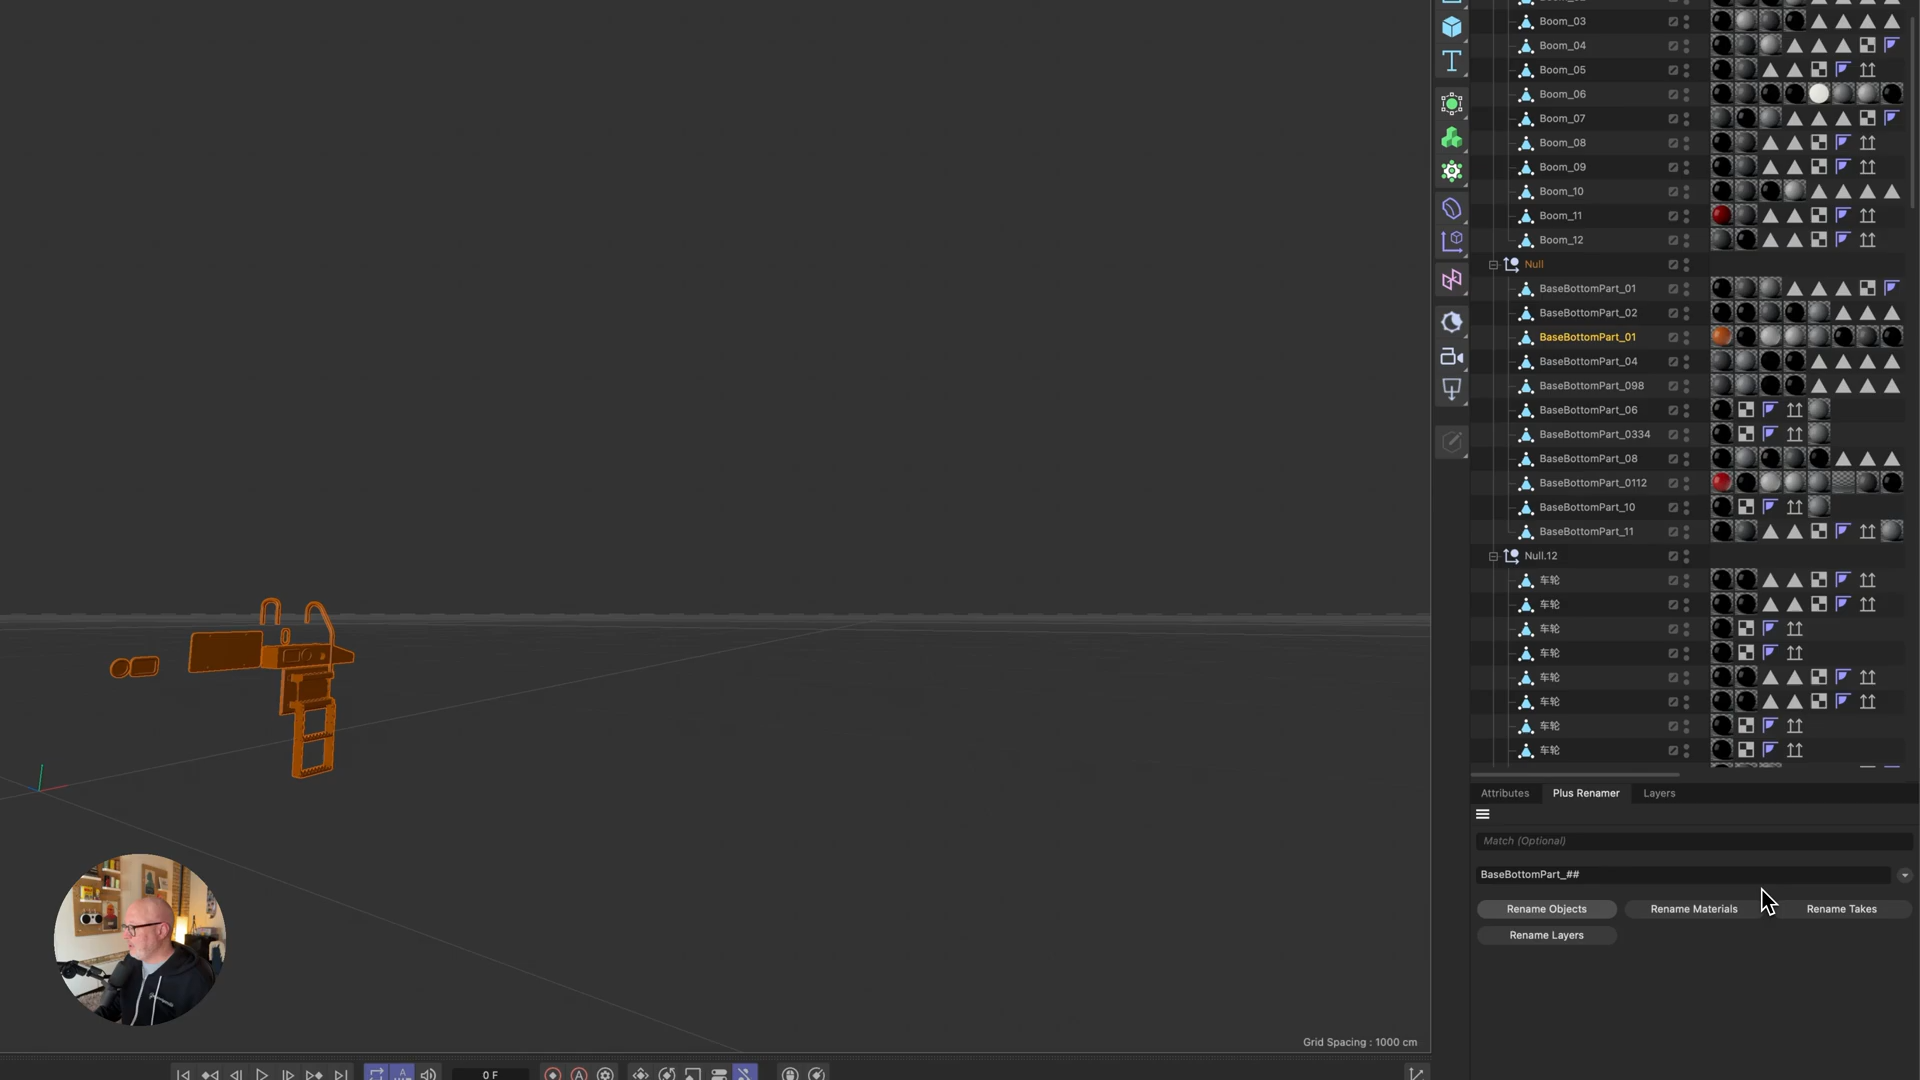 Boom_03
Boom_04
Boom_05
Boom_06
Boom_07
Boom_08
Boom_09
Boom_10
Boom_11
Boom_12
Null
BaseBottomPart_01
BaseBottomPart_02
BaseBottomPart_01
BaseBottomPart_04
BaseBottomPart_098
BaseBottomPart_06
BaseBottomPart_0334
BaseBottomPart_08
BaseBottomPart_0112
BaseBottomPart_10
BaseBottomPart_11
Null.12
车轮
车轮
车轮
车轮
车轮
车轮
车轮
车轮
Attributes Plus Renamer Layers
Match (Optional)
BaseBottomPart_##
Rename Objects Rename Materials Rename Takes
Rename Layers
Grid Spacing : 1000 cm
0 F